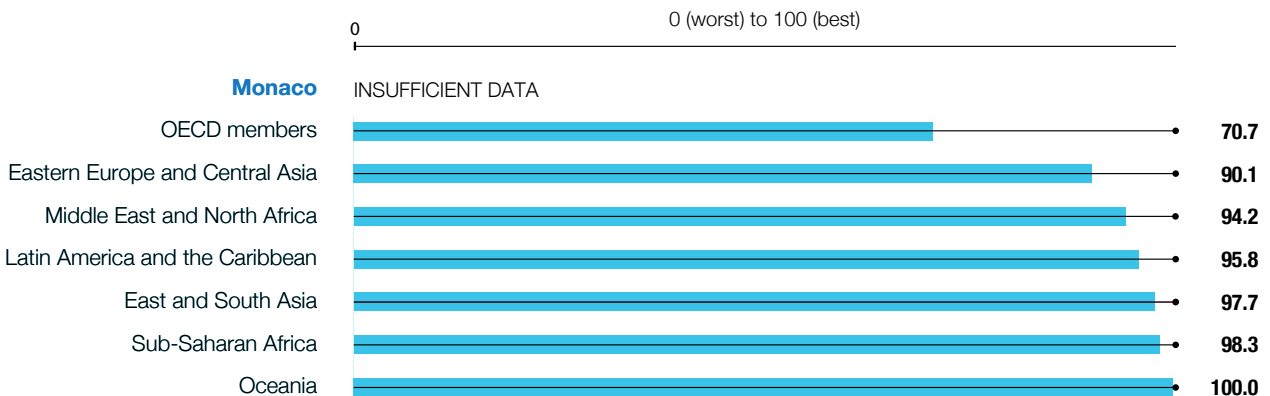 0 (worst) to 100 (best)
0
Monaco INSUFFICIENT DATA
OECD members 70.7
Eastern Europe and Central Asia 90.1
Middle East and North Africa 94.2
Latin America and the Caribbean 95.8
East and South Asia 97.7
Sub-Saharan Africa 98.3
Oceania 100.0